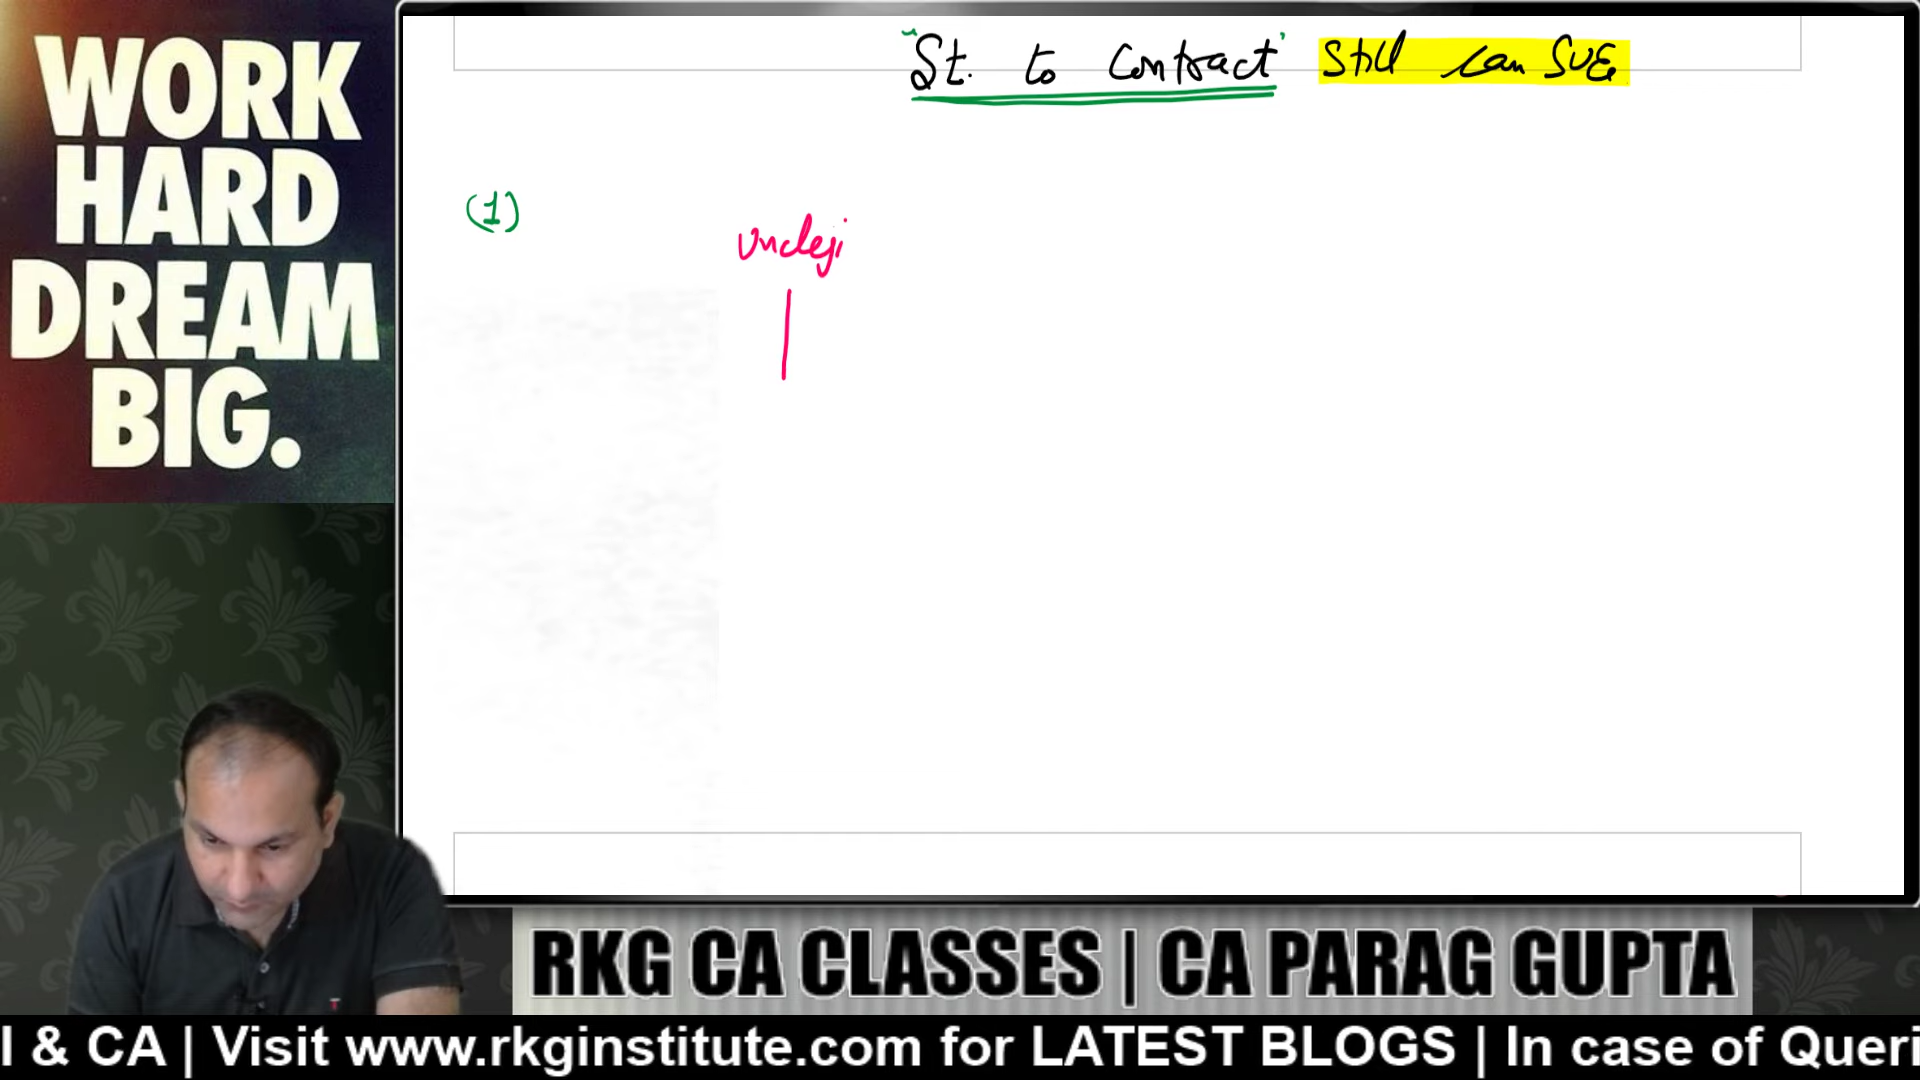 WORK
HARD
DREAM
BIG.
"St. to Contract" Still can SUE
(1)
Uncleji
RKG CA CLASSES | CA PARAG GUPTA
l & CA | Visit www.rkginstitute.com for LATEST BLOGS | In case of Queri